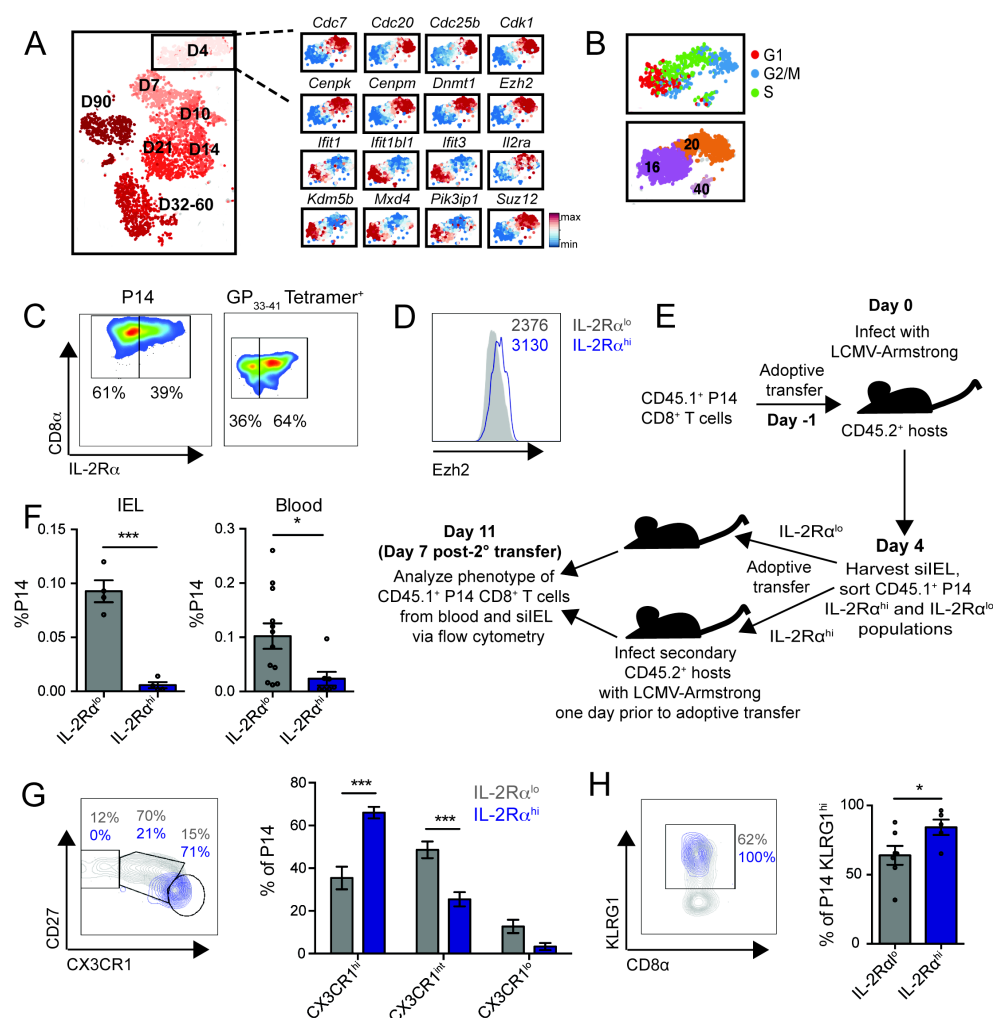 A
D4
D7
D90
D10
D21
D14
D32-60
Cdc7
Cdc20
Cdc25b
Cdk1
Cenpk
Cenpm
Dnmt1
Ezh2
Ifit1
Ifit1bl1
Ifit3
Il2ra
Kdm5b
Mxd4
Pik3ip1
Suz12
max
min
B
G1
G2/M
S
20
16
40
C
P14
GP33-41 Tetramer+
61%
39%
36%
64%
CD8α
IL-2Rα
D
2376
IL-2Rαlo
3130
IL-2Rαhi
Ezh2
E
Day 0
Infect with
LCMV-Armstrong
Adoptive
transfer
CD45.1+ P14
CD8+ T cells
Day -1
CD45.2+ hosts
Day 4
Harvest siIEL,
sort CD45.1+ P14
IL-2Rαhi and IL-2Rαlo
populations
IL-2Rαlo
Adoptive
transfer
IL-2Rαhi
Infect secondary
CD45.2+ hosts
with LCMV-Armstrong
one day prior to adoptive transfer
Day 11
(Day 7 post-2° transfer)
Analyze phenotype of
CD45.1+ P14 CD8+ T cells
from blood and siIEL
via flow cytometry
F
IEL
***
%P14
0.15
0.10
0.05
0.00
IL-2Rαlo
IL-2Rαhi
Blood
*
%P14
0.3
0.2
0.1
0.0
IL-2Rαlo
IL-2Rαhi
G
12%
70%
0%
21%
15%
71%
CD27
CX3CR1
IL-2Rαlo
IL-2Rαhi
***
***
% of P14
80
60
40
20
0
CX3CR1hi
CX3CR1int
CX3CR1lo
H
62%
100%
KLRG1
CD8α
*
% of P14 KLRG1hi
100
50
0
IL-2Rαlo
IL-2Rαhi